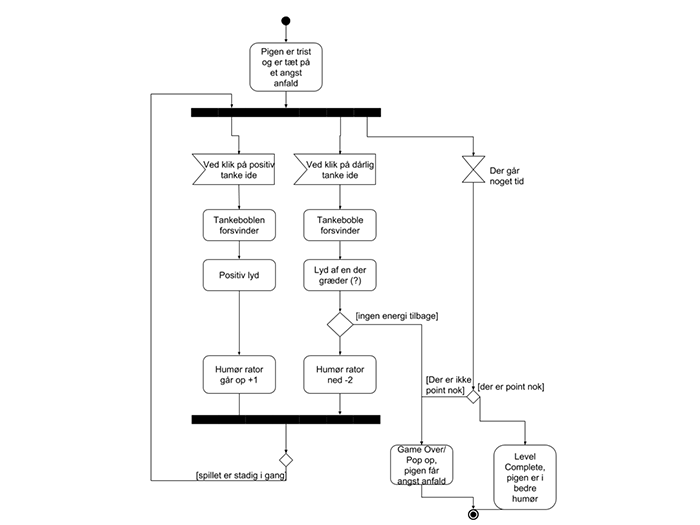 Pigen er trist
og er tæt på
et angst
anfald
Ved klik på positiv
tanke ide
Ved klik på dårlig
tanke ide
Der går
noget tid
Tankeboblen
forsvinder
Tankeboble
forsvinder
Positiv lyd
Lyd af en der
græder (?)
[ingen energi tilbage]
Humør rator
går op +1
Humør rator
ned -2
[Der er ikke
point nok]
[der er point nok]
[spillet er stadig i gang]
Game Over/
Pop op,
pigen får
angst anfald
Level
Complete,
pigen er i
bedre
humør